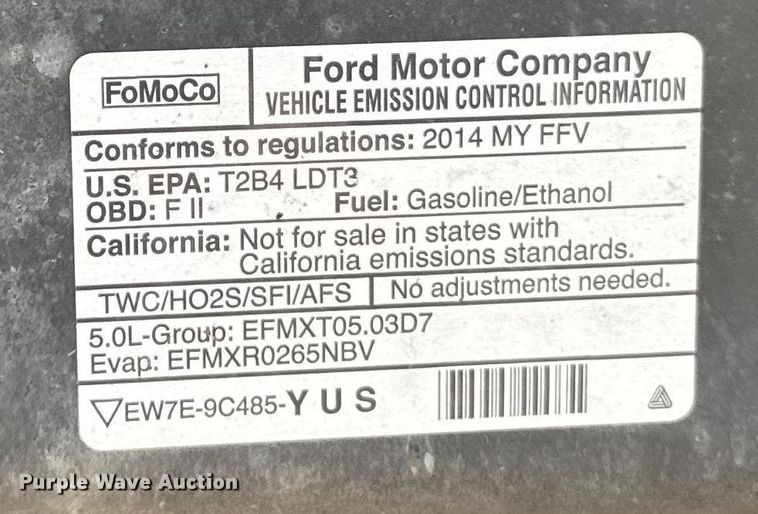 FoMoCo
Ford Motor Company
VEHICLE EMISSION CONTROL INFORMATION
Conforms to regulations: 2014 MY FFV
U.S. EPA: T2B4 LDT3
OBD: F II Fuel: Gasoline/Ethanol
California: Not for sale in states with
California emissions standards.
TWC/HO2S/SFI/AFS No adjustments needed.
5.0L-Group: EFMXT05.03D7
Evap: EFMXR0265NBV
EW7E-9C485-Y U S
Purple Wave Auction